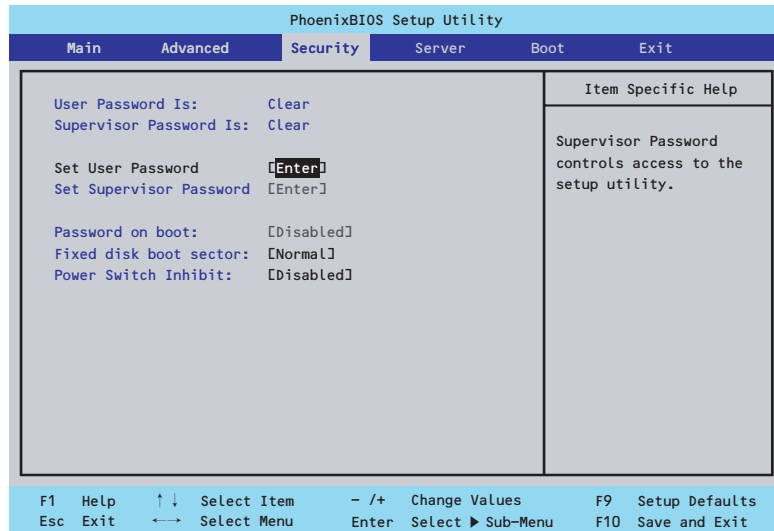 PhoenixBIOS Setup Utility
Main Advanced Security Server Boot Exit
Item Specific Help
User Password Is: Clear
Supervisor Password Is: Clear
Supervisor Password
controls access to the
setup utility.
Set User Password [Enter]
Set Supervisor Password [Enter]
Password on boot: [Disabled]
Fixed disk boot sector: [Normal]
Power Switch Inhibit: [Disabled]
F1 Help ↑↓ Select Item - /+ Change Values F9 Setup Defaults
Esc Exit ←→ Select Menu Enter Select ▶ Sub-Menu F10 Save and Exit